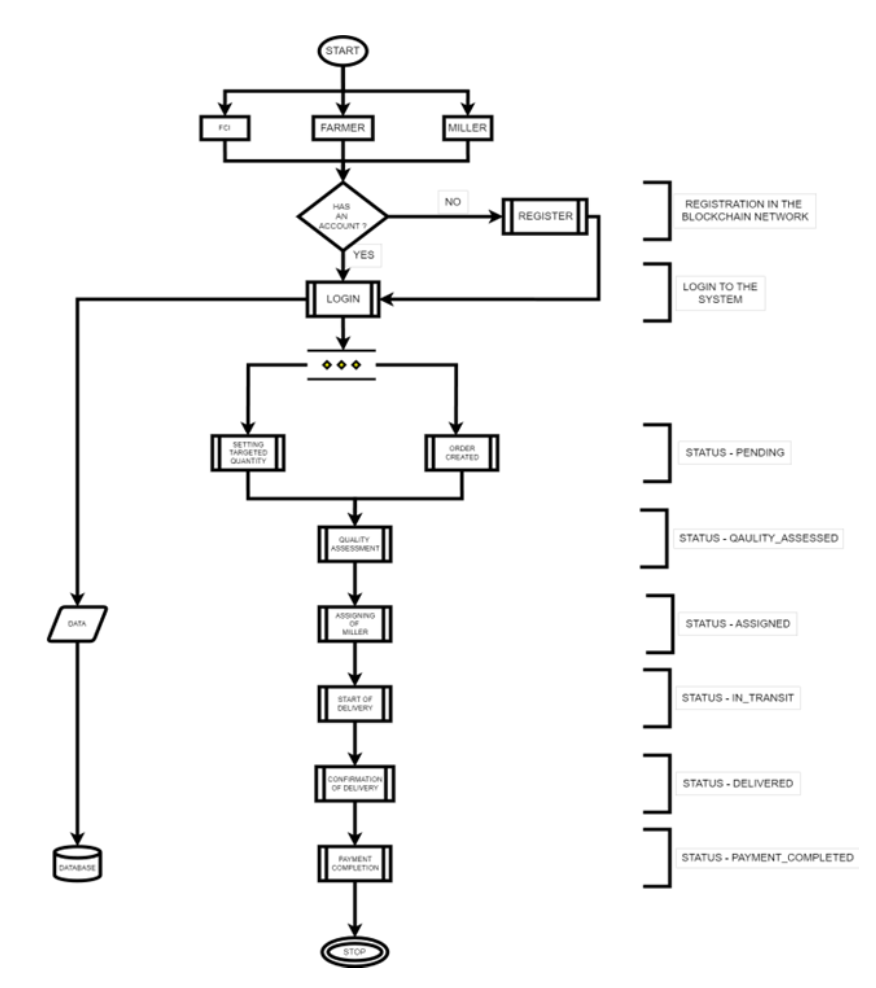 START
FCI
FARMER
MILLER
HAS
AN
ACCOUNT ?
NO
REGISTER
REGISTRATION IN THE
BLOCKCHAIN NETWORK
YES
LOGIN
LOGIN TO THE
SYSTEM
SETTING
TARGETED
QUANTITY
ORDER
CREATED
STATUS - PENDING
QUALITY
ASSESSMENT
STATUS - QAULITY_ASSESSED
DATA
ASSIGNING
OF
MILLER
STATUS - ASSIGNED
START OF
DELIVERY
STATUS - IN_TRANSIT
CONFIRMATION
OF DELIVERY
STATUS - DELIVERED
DATABASE
PAYMENT
COMPLETION
STATUS - PAYMENT_COMPLETED
STOP